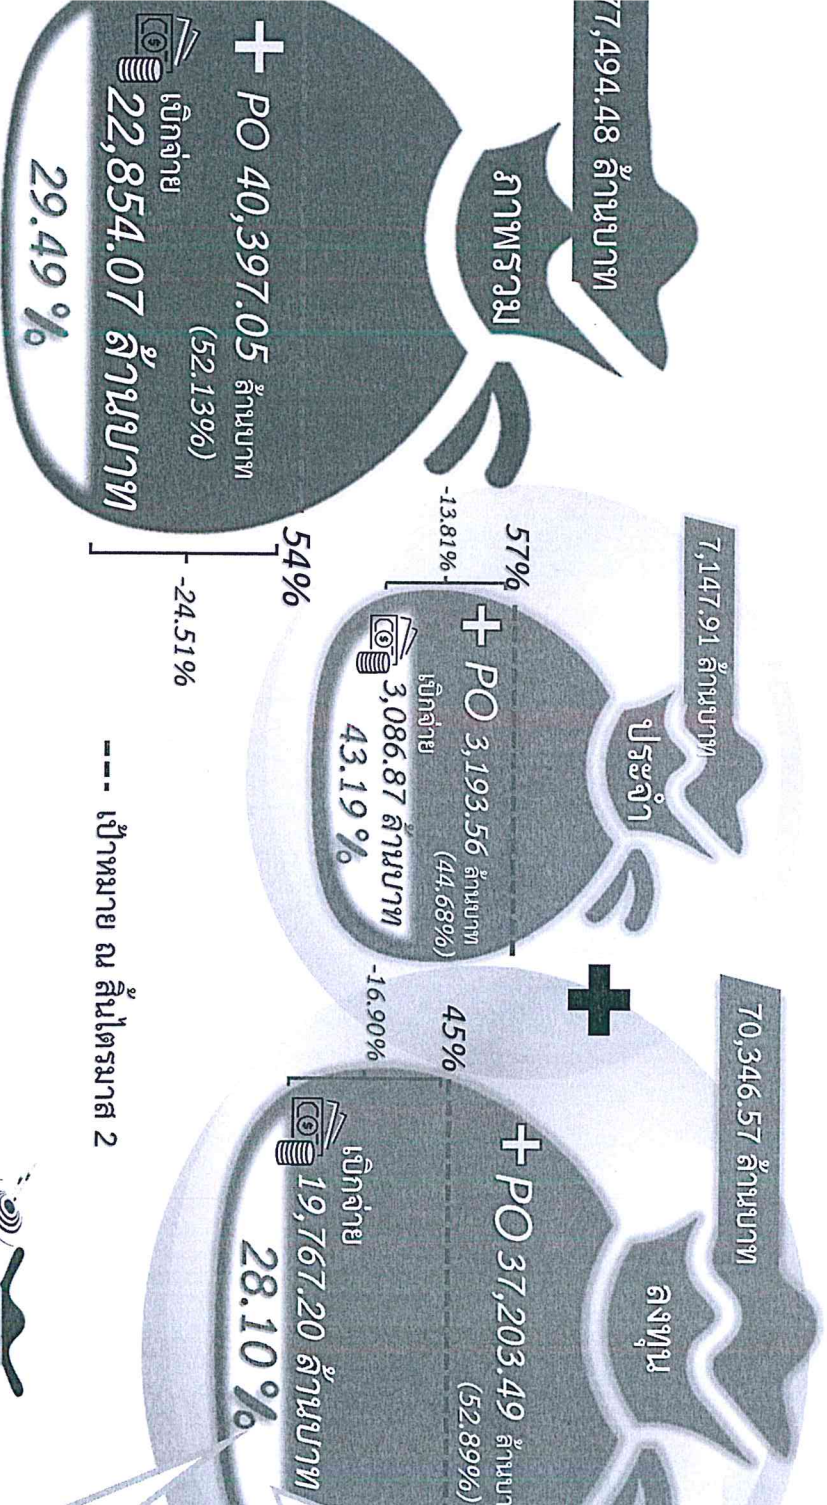 77,494.48 ล้านบาท
ภาพรวม
+ PO 40,397.05 ล้านบาท
(52.13%)
เบิกจ่าย
22,854.07 ล้านบาท
29.49%
54%
-24.51%
7,147.91 ล้านบาท
ประจำ
57%
-13.81%
+ PO 3,193.56 ล้านบาท
(44.68%)
เบิกจ่าย
3,086.87 ล้านบาท
43.19%
+
70,346.57 ล้านบาท
ลงทุน
45%
-16.90%
+ PO 37,203.49 ล้านบา
(52.89%)
เบิกจ่าย
19,767.20 ล้านบาท
28.10%
--- เป้าหมาย ณ สิ้นไตรมาส 2